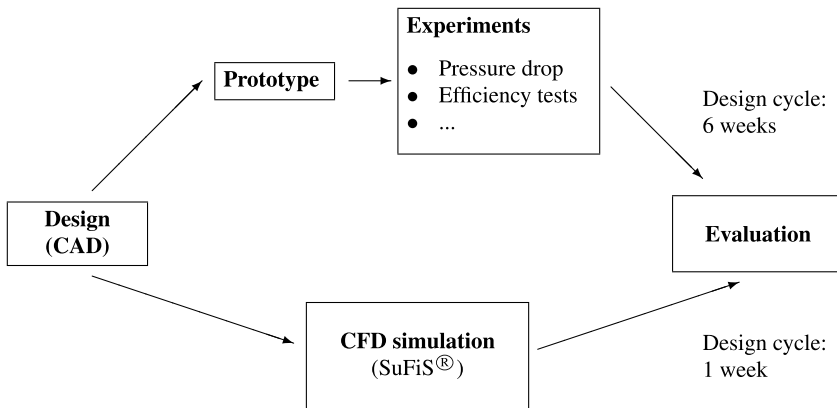 Experiments
● Pressure drop
● Efficiency tests
● ...
Prototype
Design cycle:
6 weeks
Design
(CAD)
Evaluation
CFD simulation
(SuFiS®)
Design cycle:
1 week